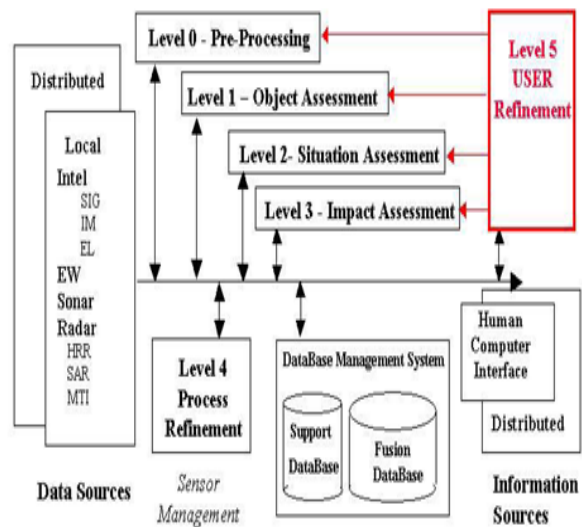 Level 0 - Pre-Processing
Level 5
USER
Refinement
Distributed
Level 1 – Object Assessment
Local
Level 2- Situation Assessment
Intel
SIG
IM
EL
Level 3 - Impact Assessment
EW
Sonar
Radar
HRR
SAR
MTI
Level 4
Process
Refinement
DataBase Management System
Support
DataBase
Fusion
DataBase
Human
Computer
Interface
Distributed
Data Sources
Sensor
Management
Information
Sources